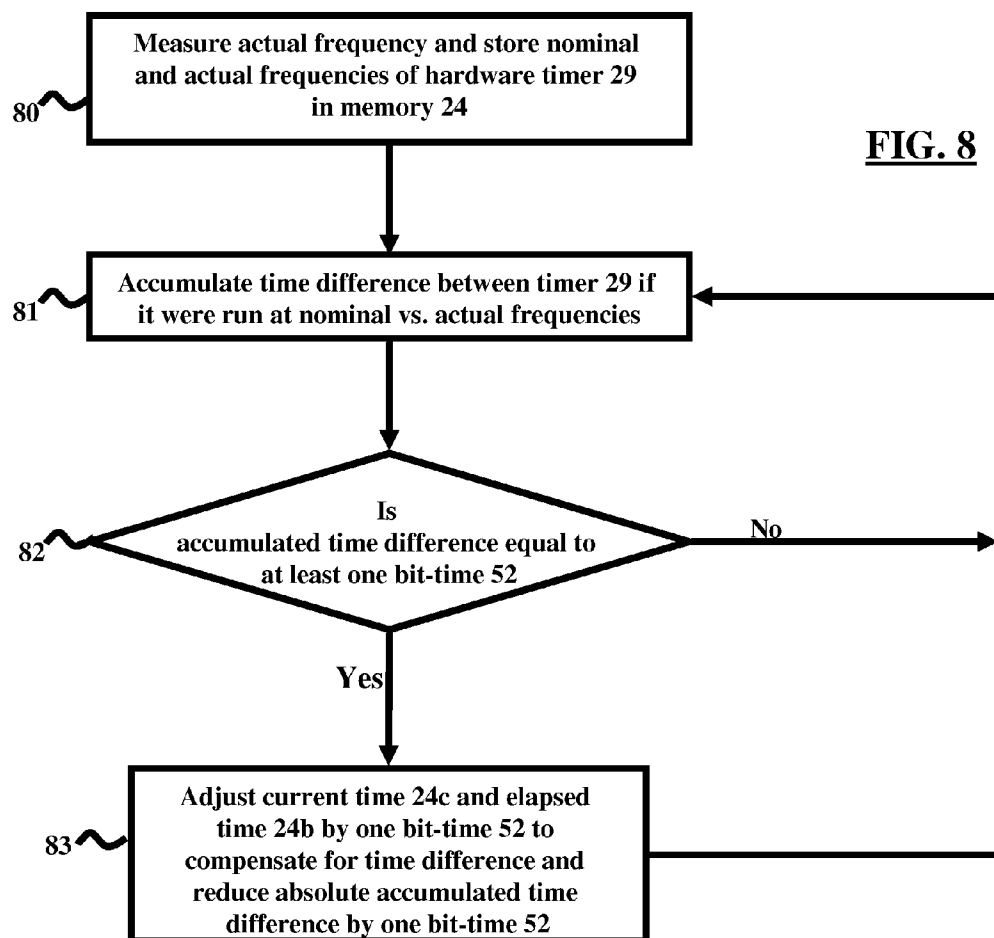 Measure actual frequency and store nominal
and actual frequencies of hardware timer 29
in memory 24
80
FIG. 8
Accumulate time difference between timer 29 if
it were run at nominal vs. actual frequencies
81
Is
accumulated time difference equal to
at least one bit-time 52
82
No
Yes
Adjust current time 24c and elapsed
time 24b by one bit-time 52 to
compensate for time difference and
reduce absolute accumulated time
difference by one bit-time 52
83